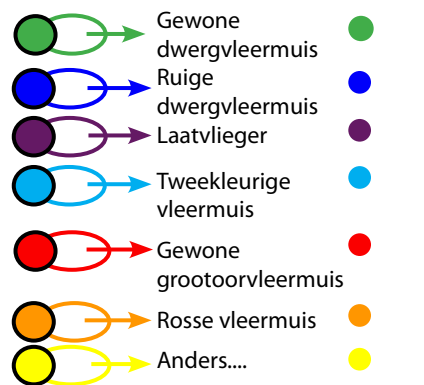 Gewone
dwergvleermuis
Ruige
dwergvleermuis
Laatvlieger
Tweekleurige
vleermuis
Gewone
grootoorvleermuis
Rosse vleermuis
Anders....